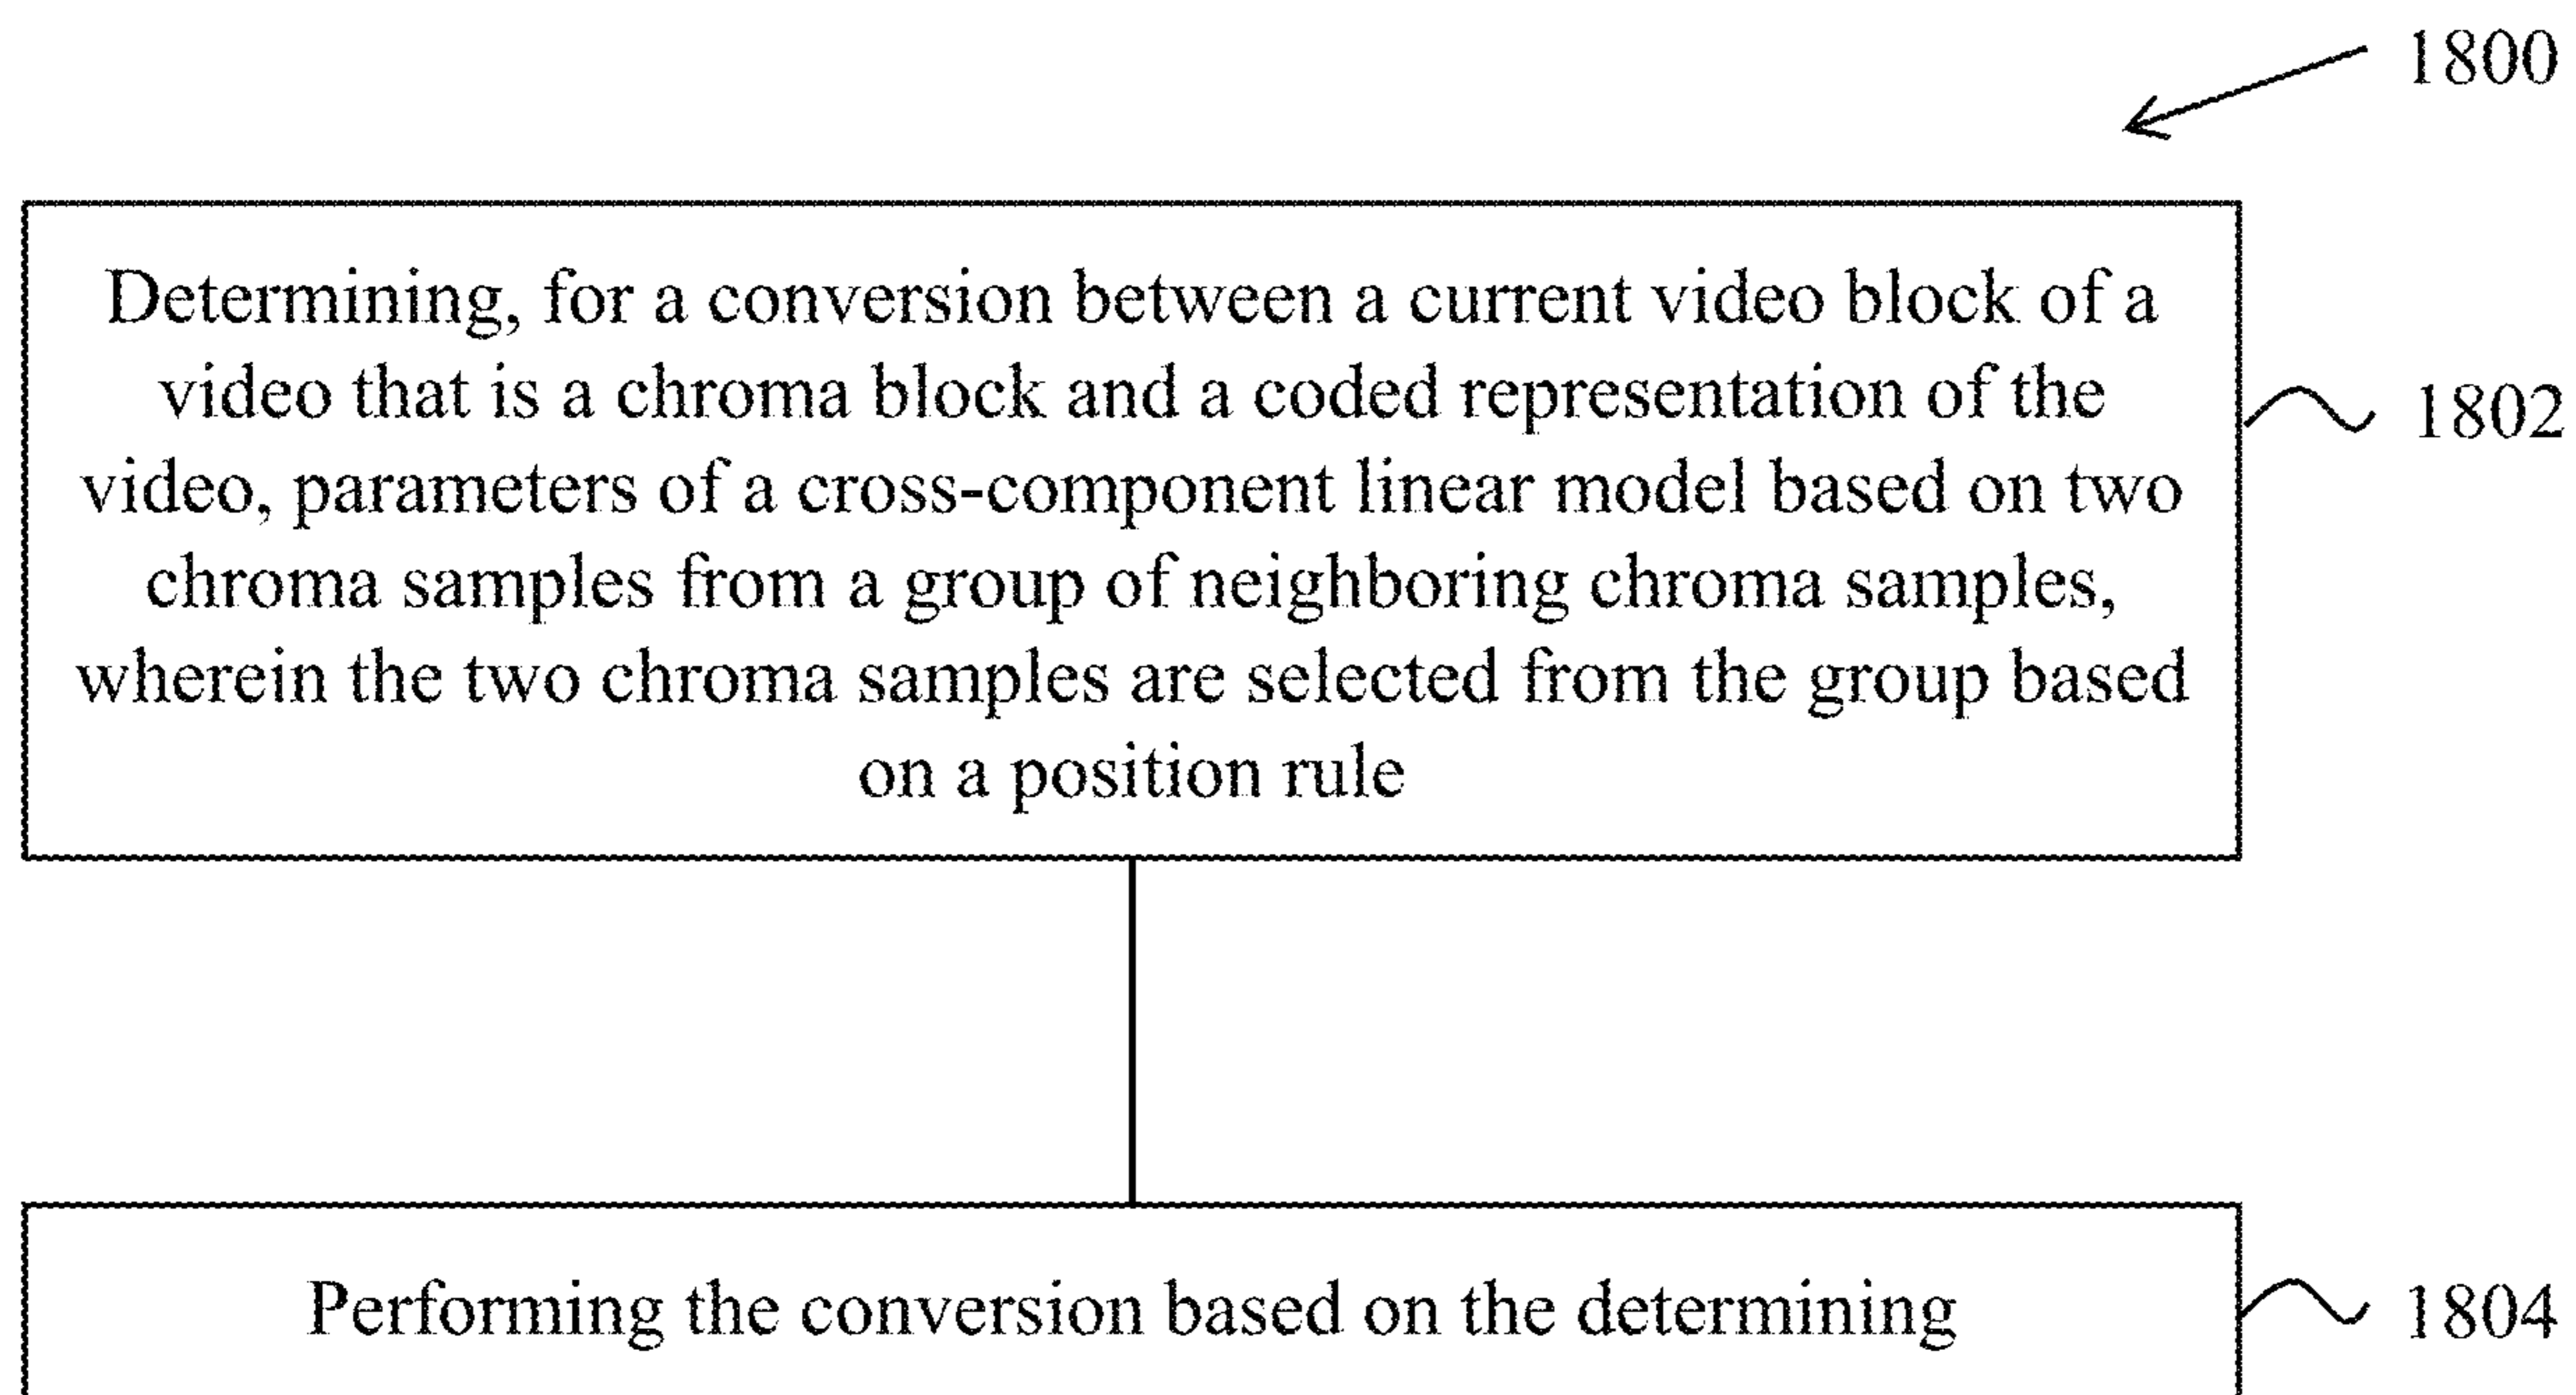 1800
Determining, for a conversion between a current video block of a
video that is a chroma block and a coded representation of the
video, parameters of a cross-component linear model based on two
chroma samples from a group of neighboring chroma samples,
wherein the two chroma samples are selected from the group based
on a position rule
1802
Performing the conversion based on the determining
1804